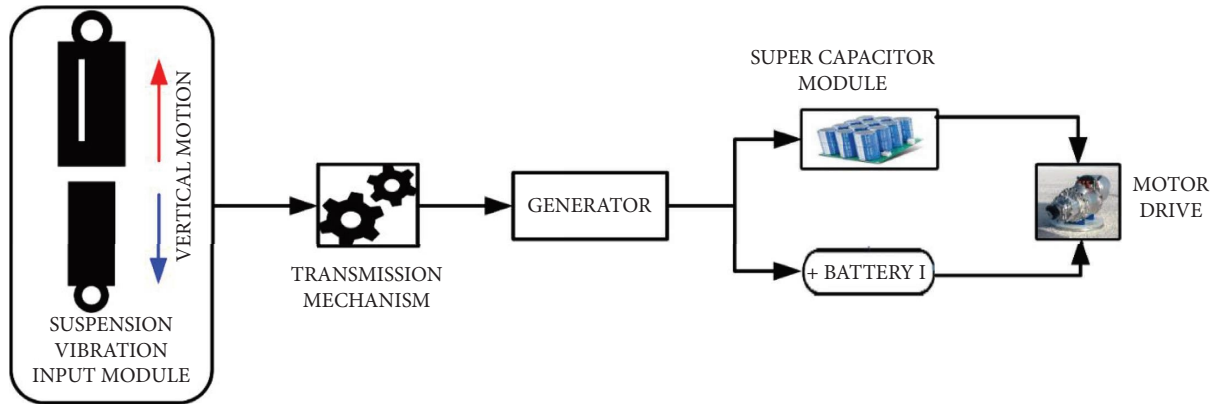 VERTICAL MOTION
SUSPENSION
VIBRATION
INPUT MODULE
TRANSMISSION
MECHANISM
GENERATOR
SUPER CAPACITOR
MODULE
+ BATTERY I
MOTOR
DRIVE